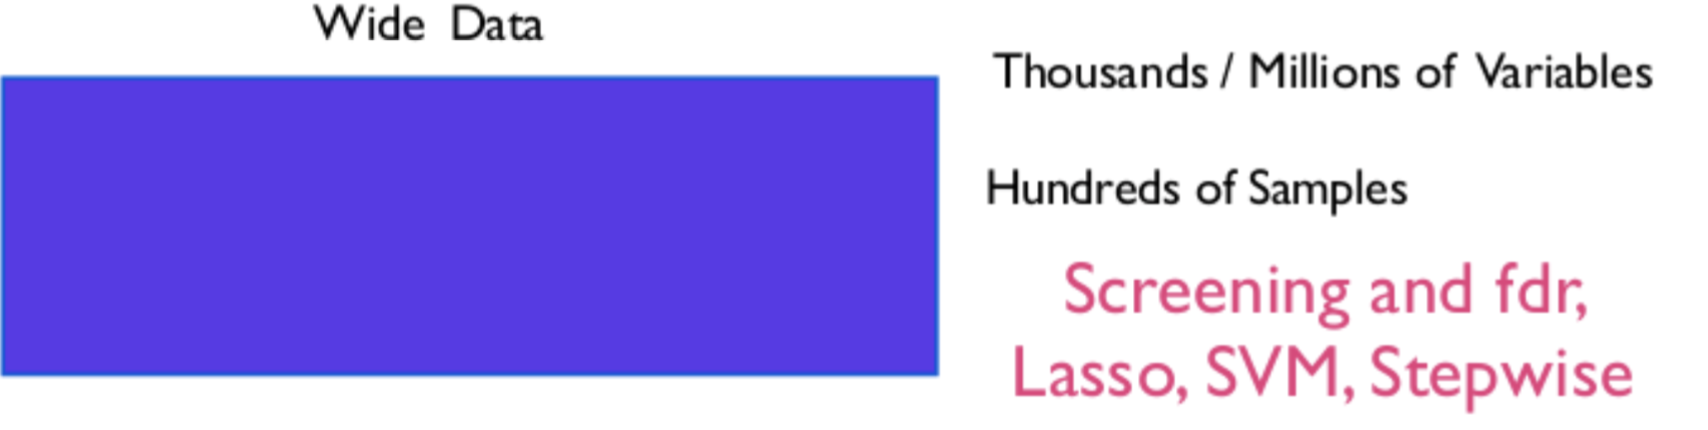 Wide Data
Thousands / Millions of Variables
Hundreds of Samples
Screening and fdr,
Lasso, SVM, Stepwise